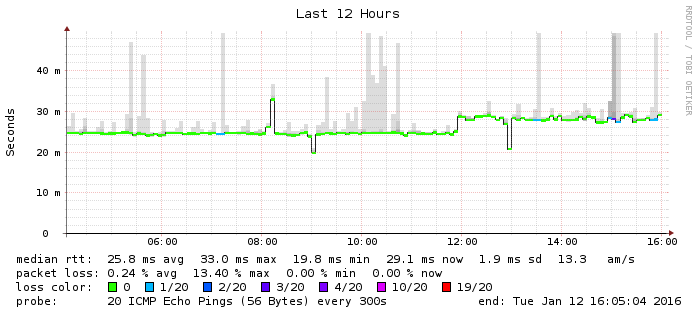 Last 12 Hours
RRDTOOL / TOBI OETIKER
Seconds
40 m
30 m
20 m
10 m
0
06:00 08:00 10:00 12:00 14:00 16:00
median rtt: 25.8 ms avg 33.0 ms max 19.8 ms min 29.1 ms now 1.9 ms sd 13.3 am/s
packet loss: 0.24 % avg 13.40 % max 0.00 % min 0.00 % now
loss color: 0 1/20 2/20 3/20 4/20 10/20 19/20
probe: 20 ICMP Echo Pings (56 Bytes) every 300s end: Tue Jan 12 16:05:04 2016